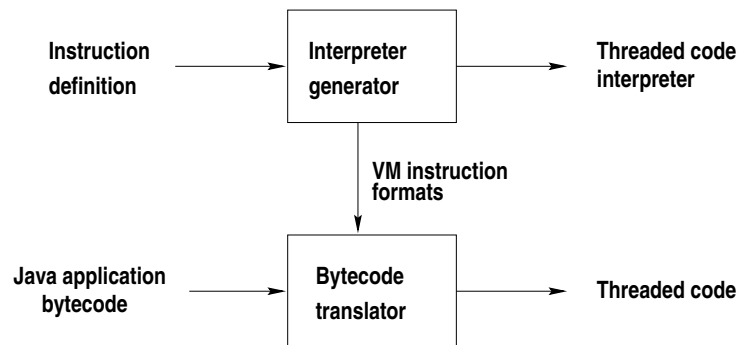 Instruction
definition
Interpreter
generator
Threaded code
interpreter
VM instruction
formats
Java application
bytecode
Bytecode
translator
Threaded code